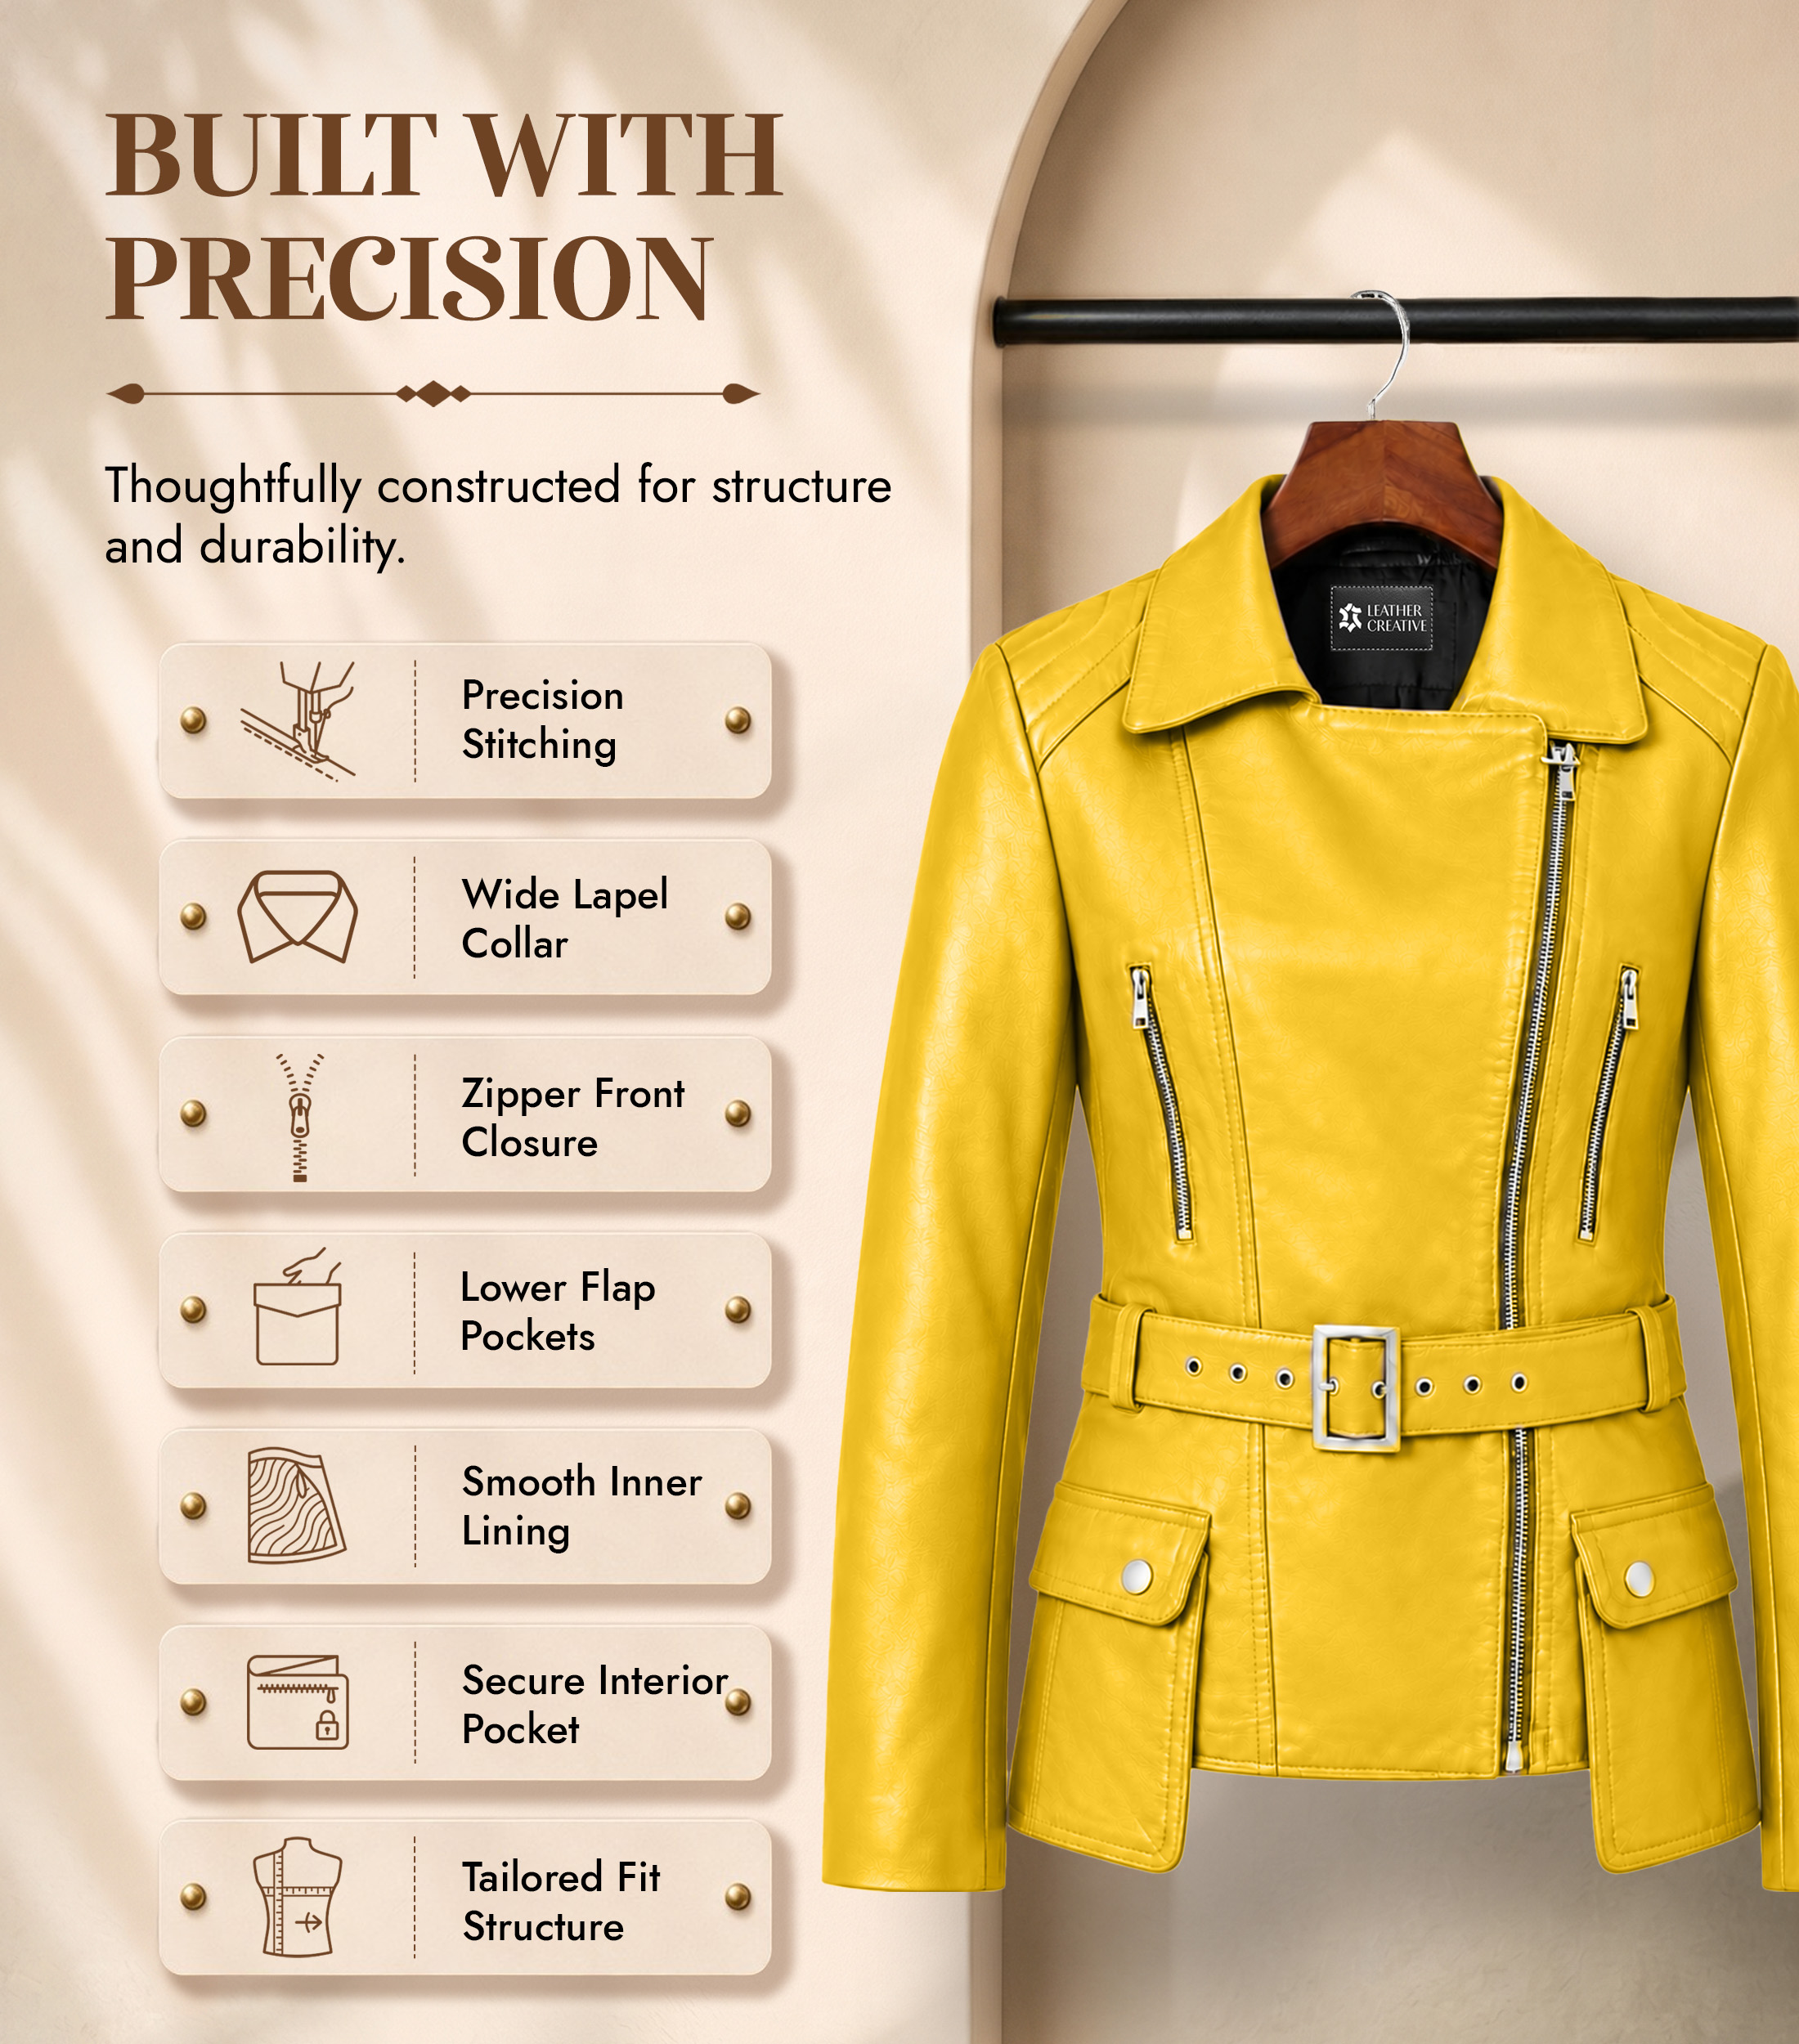 BUILT WITH
PRECISION
Thoughtfully constructed for structure
and durability.
Precision
Stitching
Wide Lapel
Collar
Zipper Front
Closure
Lower Flap
Pockets
Smooth Inner
Lining
Secure Interior
Pocket
Tailored Fit
Structure
LEATHER
CREATIVE